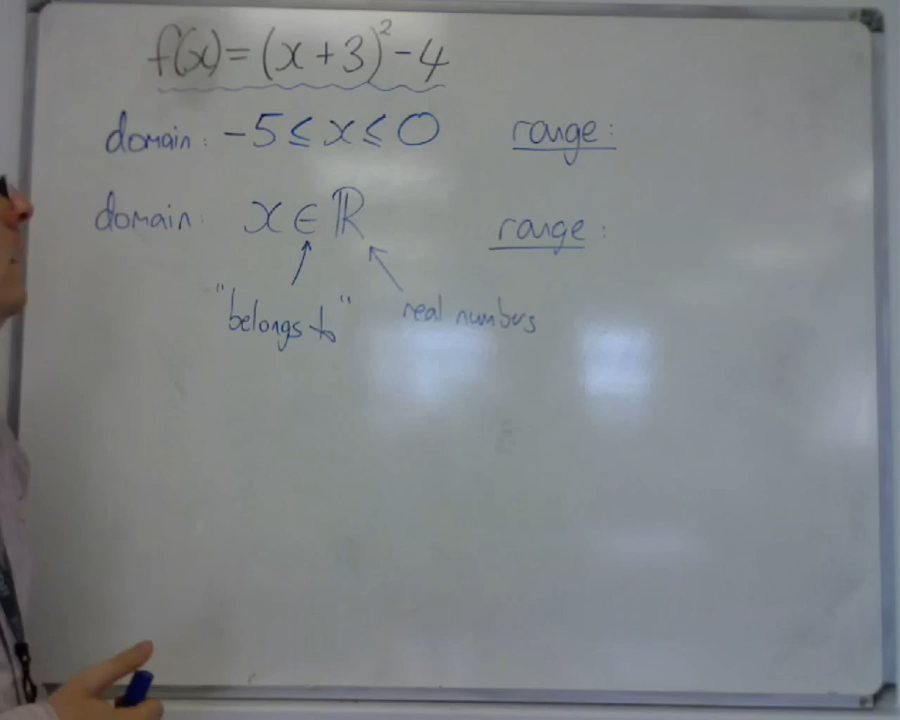 f(x) = (x+3)² - 4
domain: -5 ≤ x ≤ 0 range:
domain: x ∈ ℝ range:
"belongs to" real numbers